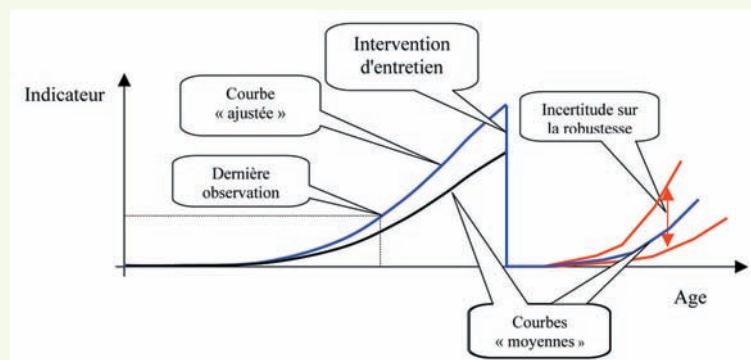 Intervention
d'entretien
Indicateur
Courbe
« ajustée »
Incertitude sur
la robustesse
Dernière
observation
Age
Courbes
« moyennes »